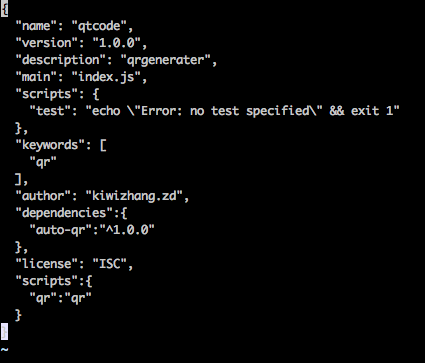 {
  "name": "qtcode",
  "version": "1.0.0",
  "description": "qrgenerater",
  "main": "index.js",
  "scripts": {
    "test": "echo \"Error: no test specified\" && exit 1"
  },
  "keywords": [
    "qr"
  ],
  "author": "kiwizhang.zd",
  "dependencies":{
    "auto-qr":"^1.0.0"
  },
  "license": "ISC",
  "scripts":{
    "qr":"qr"
  }
}
~